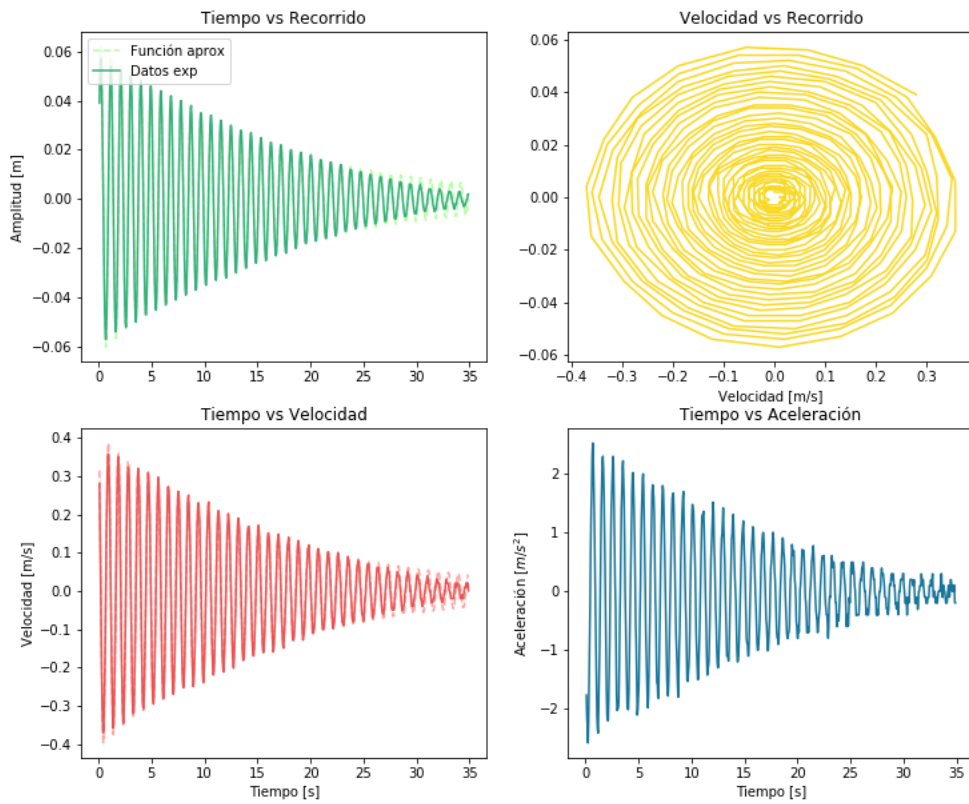 Tiempo vs Recorrido
Función aprox
Datos exp
Amplitud [m]
0.06
0.04
0.02
0.00
−0.02
−0.04
−0.06
0 5 10 15 20 25 30 35
Velocidad vs Recorrido
0.06
0.04
0.02
0.00
−0.02
−0.04
−0.06
−0.4 −0.3 −0.2 −0.1 0.0 0.1 0.2 0.3
Velocidad [m/s]
Tiempo vs Velocidad
Velocidad [m/s]
0.4
0.3
0.2
0.1
0.0
−0.1
−0.2
−0.3
−0.4
0 5 10 15 20 25 30 35
Tiempo [s]
Tiempo vs Aceleración
Aceleración [m/s²]
2
1
0
−1
−2
0 5 10 15 20 25 30 35
Tiempo [s]